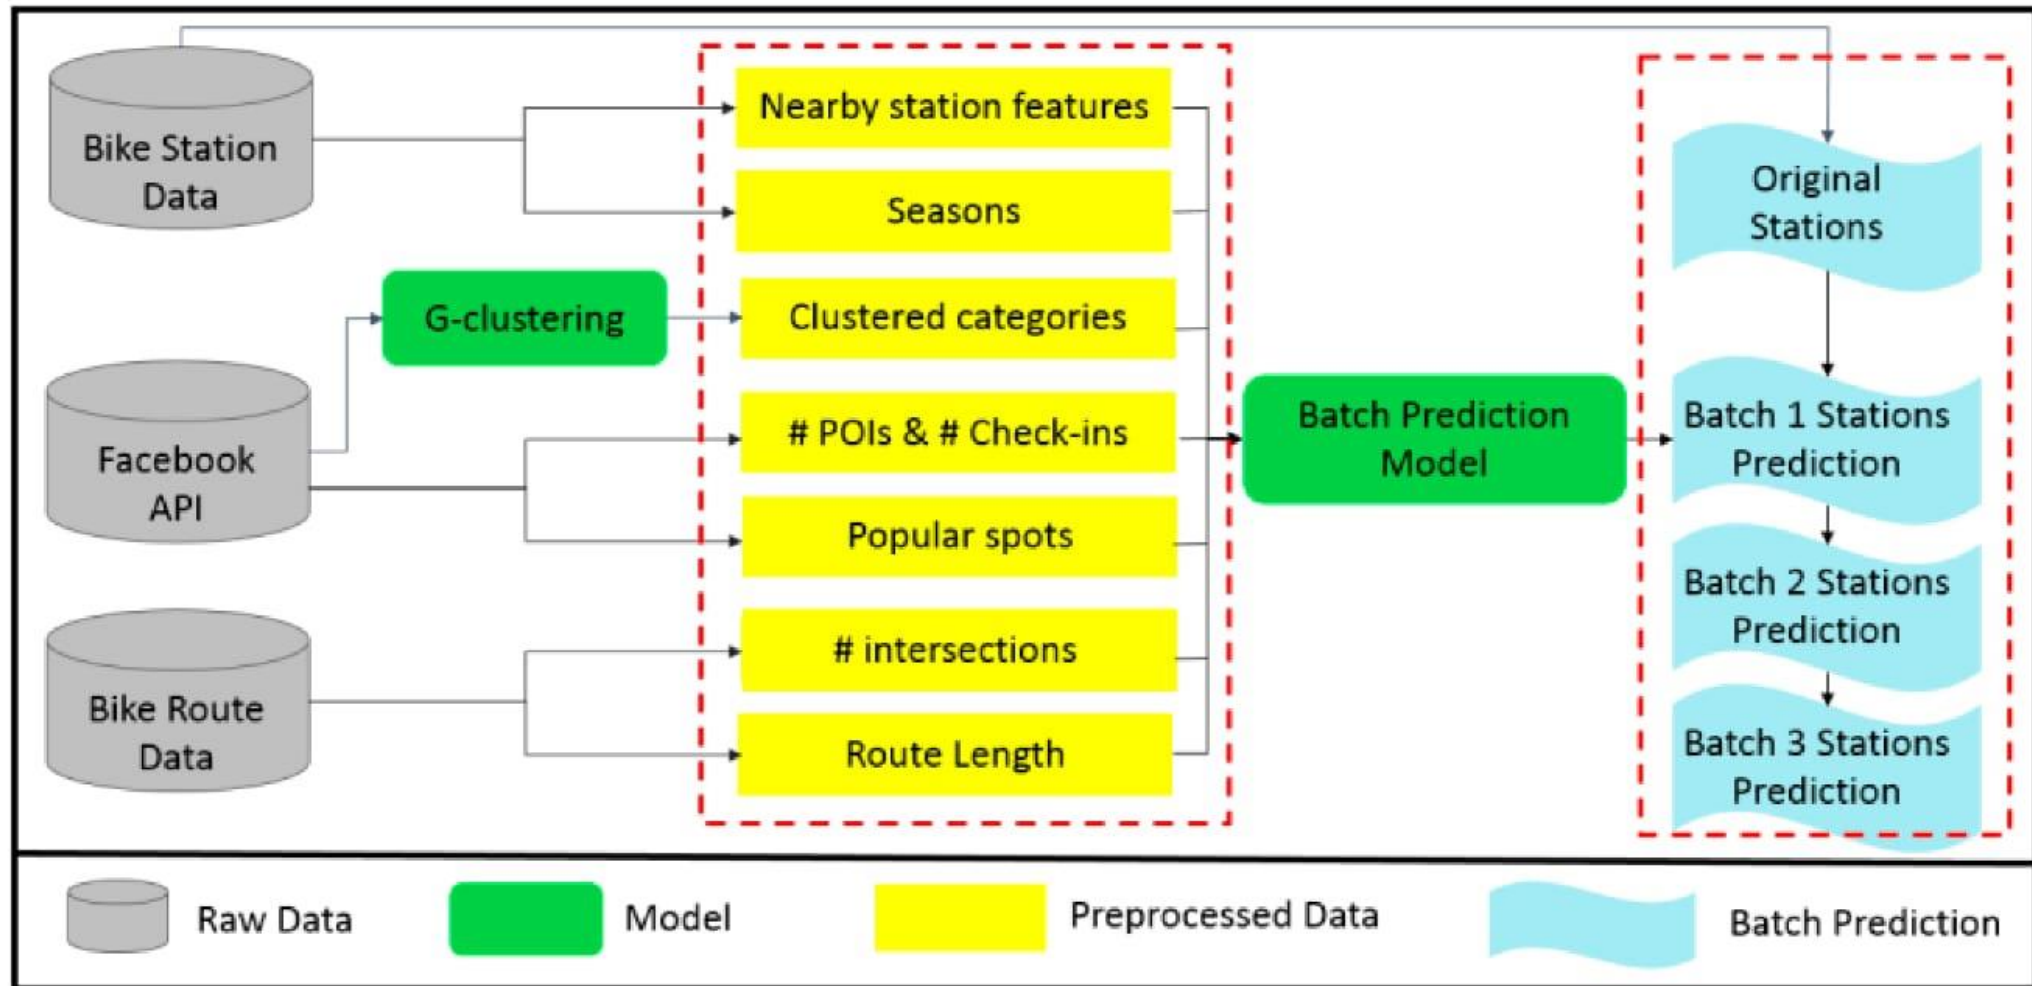 Bike Station
Data
Facebook
API
Bike Route
Data
G-clustering
Nearby station features
Seasons
Clustered categories
# POIs & # Check-ins
Popular spots
# intersections
Route Length
Batch Prediction
Model
Original
Stations
Batch 1 Stations
Prediction
Batch 2 Stations
Prediction
Batch 3 Stations
Prediction
Raw Data
Model
Preprocessed Data
Batch Prediction